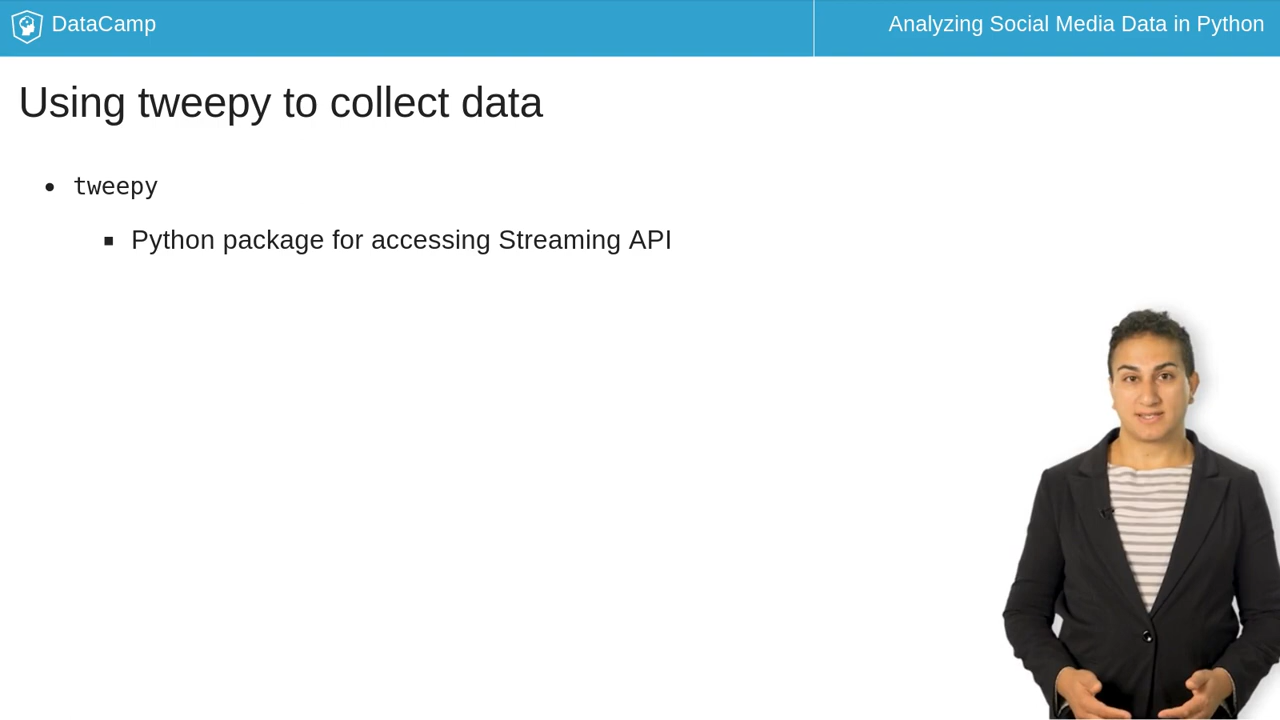 DataCamp
Analyzing Social Media Data in Python
Using tweepy to collect data
tweepy
Python package for accessing Streaming API